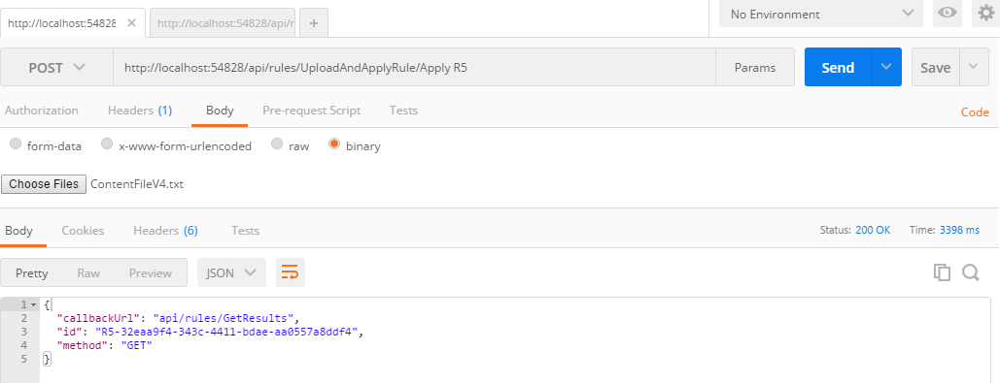 http://localhost:54828 × http://localhost:54828/api/r + No Environment
POST http://localhost:54828/api/rules/UploadAndApplyRule/Apply R5 Params Send Save
Authorization Headers (1) Body Pre-request Script Tests Code
form-data x-www-form-urlencoded raw binary
Choose Files ContentFileV4.txt
Body Cookies Headers (6) Tests Status: 200 OK Time: 3398 ms
Pretty Raw Preview JSON
1 {
2 "callbackUrl": "api/rules/GetResults",
3 "id": "R5-32eaa9f4-343c-4411-bdae-aa0557a8ddf4",
4 "method": "GET"
5 }